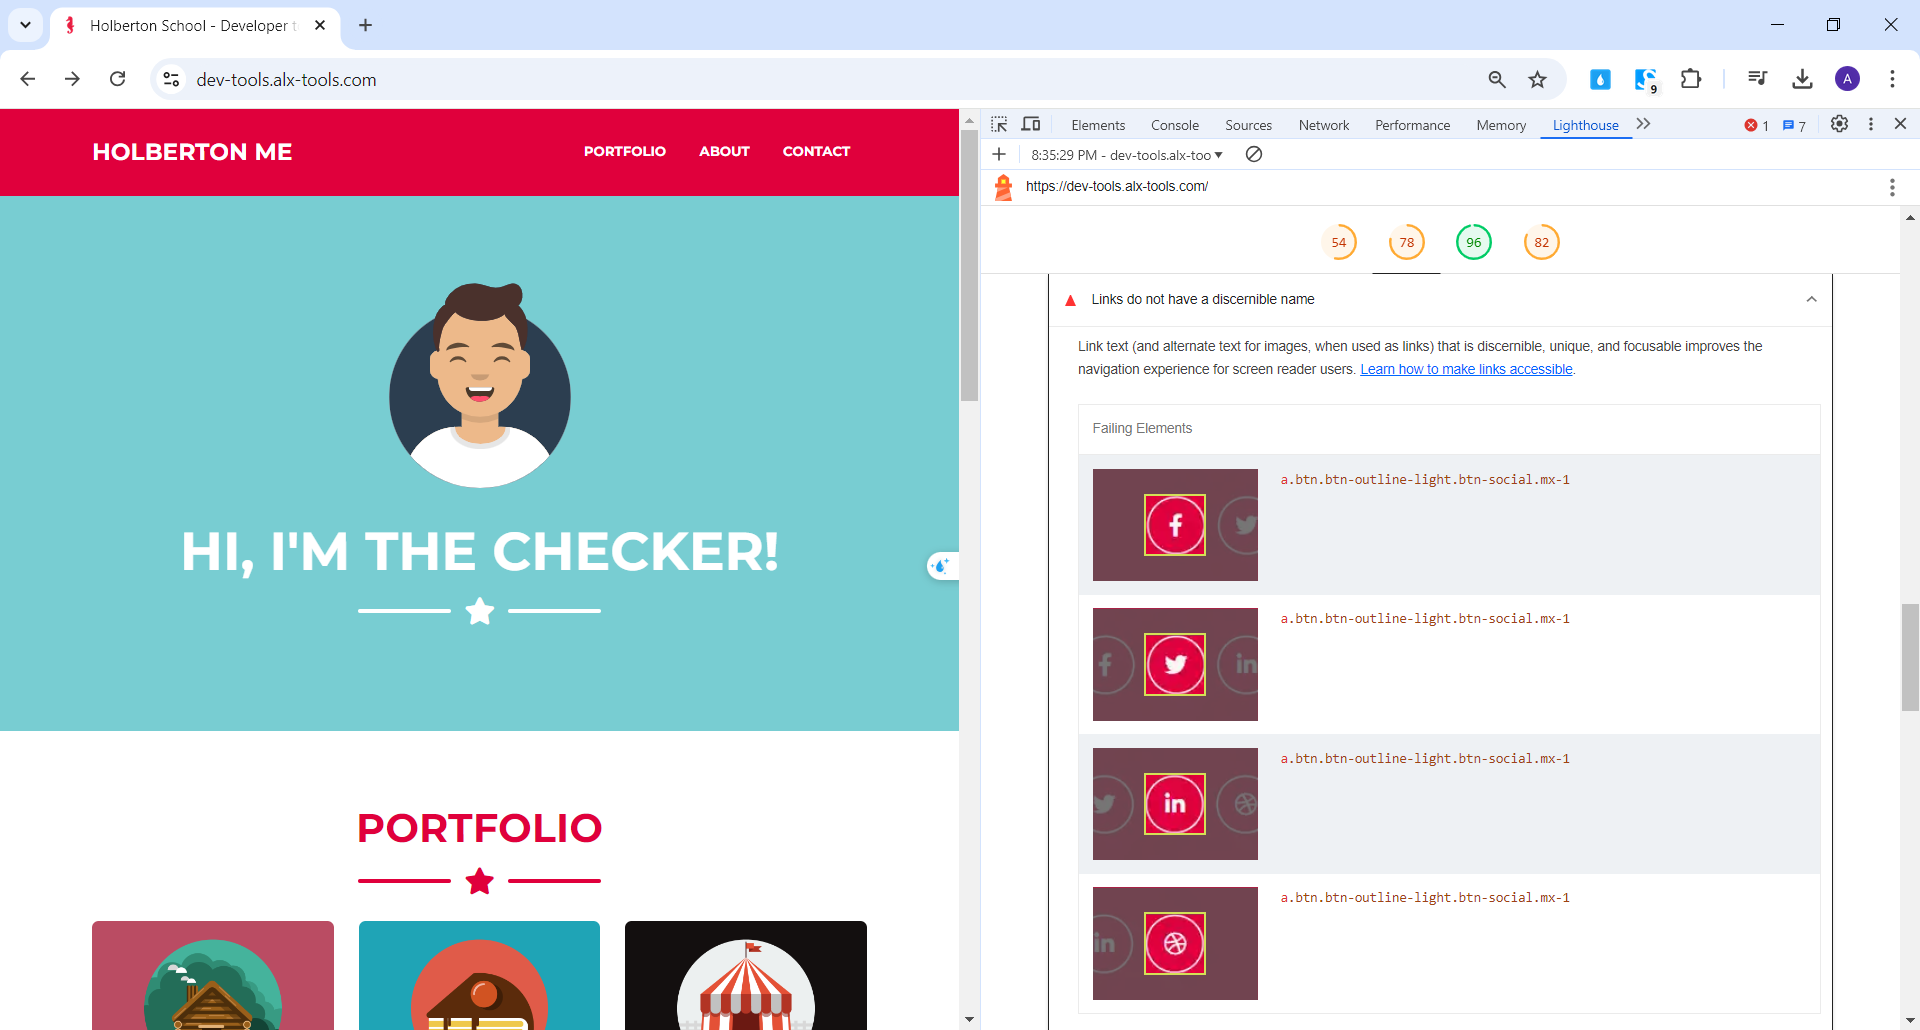 Holberton School - Developer t
dev-tools.alx-tools.com
9
A
HOLBERTON ME
PORTFOLIO
ABOUT
CONTACT
HI, I'M THE CHECKER!
PORTFOLIO
Elements
Console
Sources
Network
Performance
Memory
Lighthouse
1
7
8:35:29 PM - dev-tools.alx-too
https://dev-tools.alx-tools.com/
54
78
96
82
Links do not have a discernible name
Link text (and alternate text for images, when used as links) that is discernible, unique, and focusable improves the
navigation experience for screen reader users. Learn how to make links accessible.
Failing Elements
a.btn.btn-outline-light.btn-social.mx-1
a.btn.btn-outline-light.btn-social.mx-1
in
a.btn.btn-outline-light.btn-social.mx-1
in
a.btn.btn-outline-light.btn-social.mx-1
in